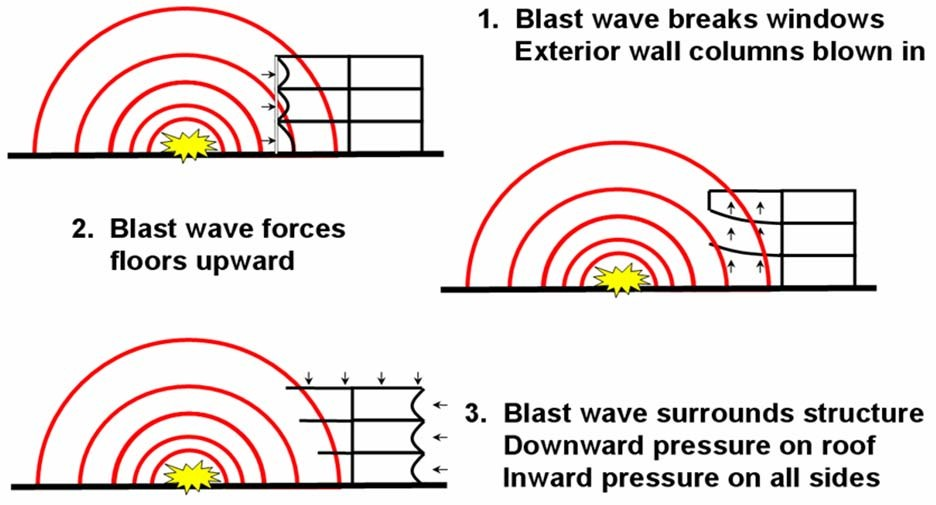 1. Blast wave breaks windows
Exterior wall columns blown in
2. Blast wave forces
floors upward
3. Blast wave surrounds structure
Downward pressure on roof
Inward pressure on all sides